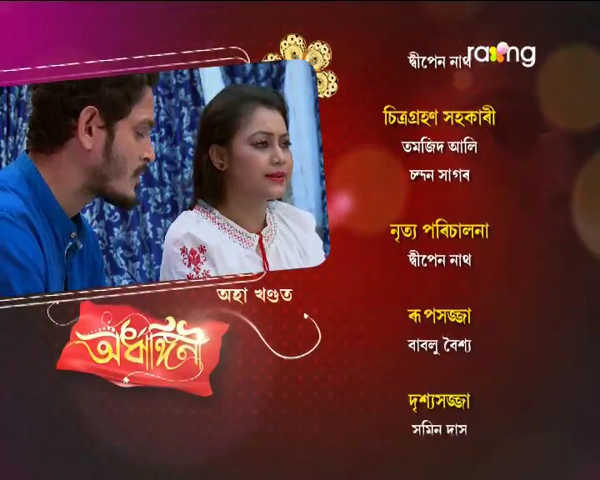 rang
দ্বীপেন নাথ
চিত্ৰগ্ৰহণ সহকাৰী
তমজিদ আলি
চন্দন সাগৰ
নৃত্য পৰিচালনা
দ্বীপেন নাথ
ৰূপসজ্জা
বাবলু বৈশ্য
দৃশ্যসজ্জা
সমিন দাস
অহা খণ্ডত
অৰ্ধাঙ্গিনী